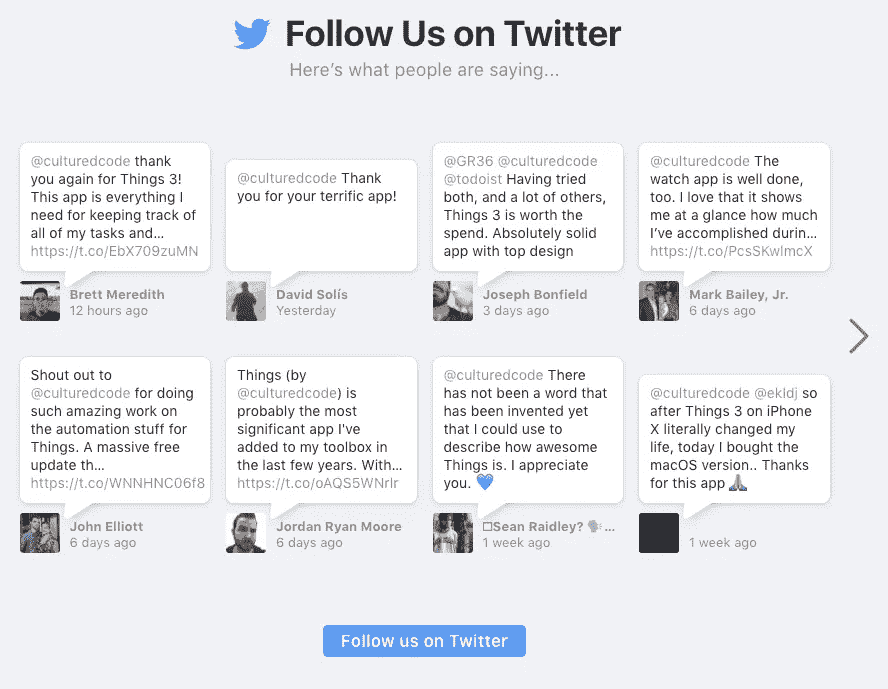 Follow Us on Twitter
Here's what people are saying...
@culturedcode thank
you again for Things 3!
This app is everything I
need for keeping track of
all of my tasks and...
https://t.co/EbX709zuMN
Brett Meredith
12 hours ago
@culturedcode Thank
you for your terrific app!
David Solís
Yesterday
@GR36 @culturedcode
@todoist Having tried
both, and a lot of others,
Things 3 is worth the
spend. Absolutely solid
app with top design
Joseph Bonfield
3 days ago
@culturedcode The
watch app is well done,
too. I love that it shows
me at a glance how much
I've accomplished durin...
https://t.co/PcsSKwlmcX
Mark Bailey, Jr.
6 days ago
Shout out to
@culturedcode for doing
such amazing work on
the automation stuff for
Things. A massive free
update th...
https://t.co/WNNHNC06f8
John Elliott
6 days ago
Things (by
@culturedcode) is
probably the most
significant app I've
added to my toolbox in
the last few years. With...
https://t.co/oAQS5WNrIr
Jordan Ryan Moore
6 days ago
@culturedcode There
has not been a word that
has been invented yet
that I could use to
describe how awesome
Things is. I appreciate
you. 💙
□Sean Raidley? 🗣️...
1 week ago
@culturedcode @ekldj so
after Things 3 on iPhone
X literally changed my
life, today I bought the
macOS version.. Thanks
for this app 🙏🏽
1 week ago
Follow us on Twitter